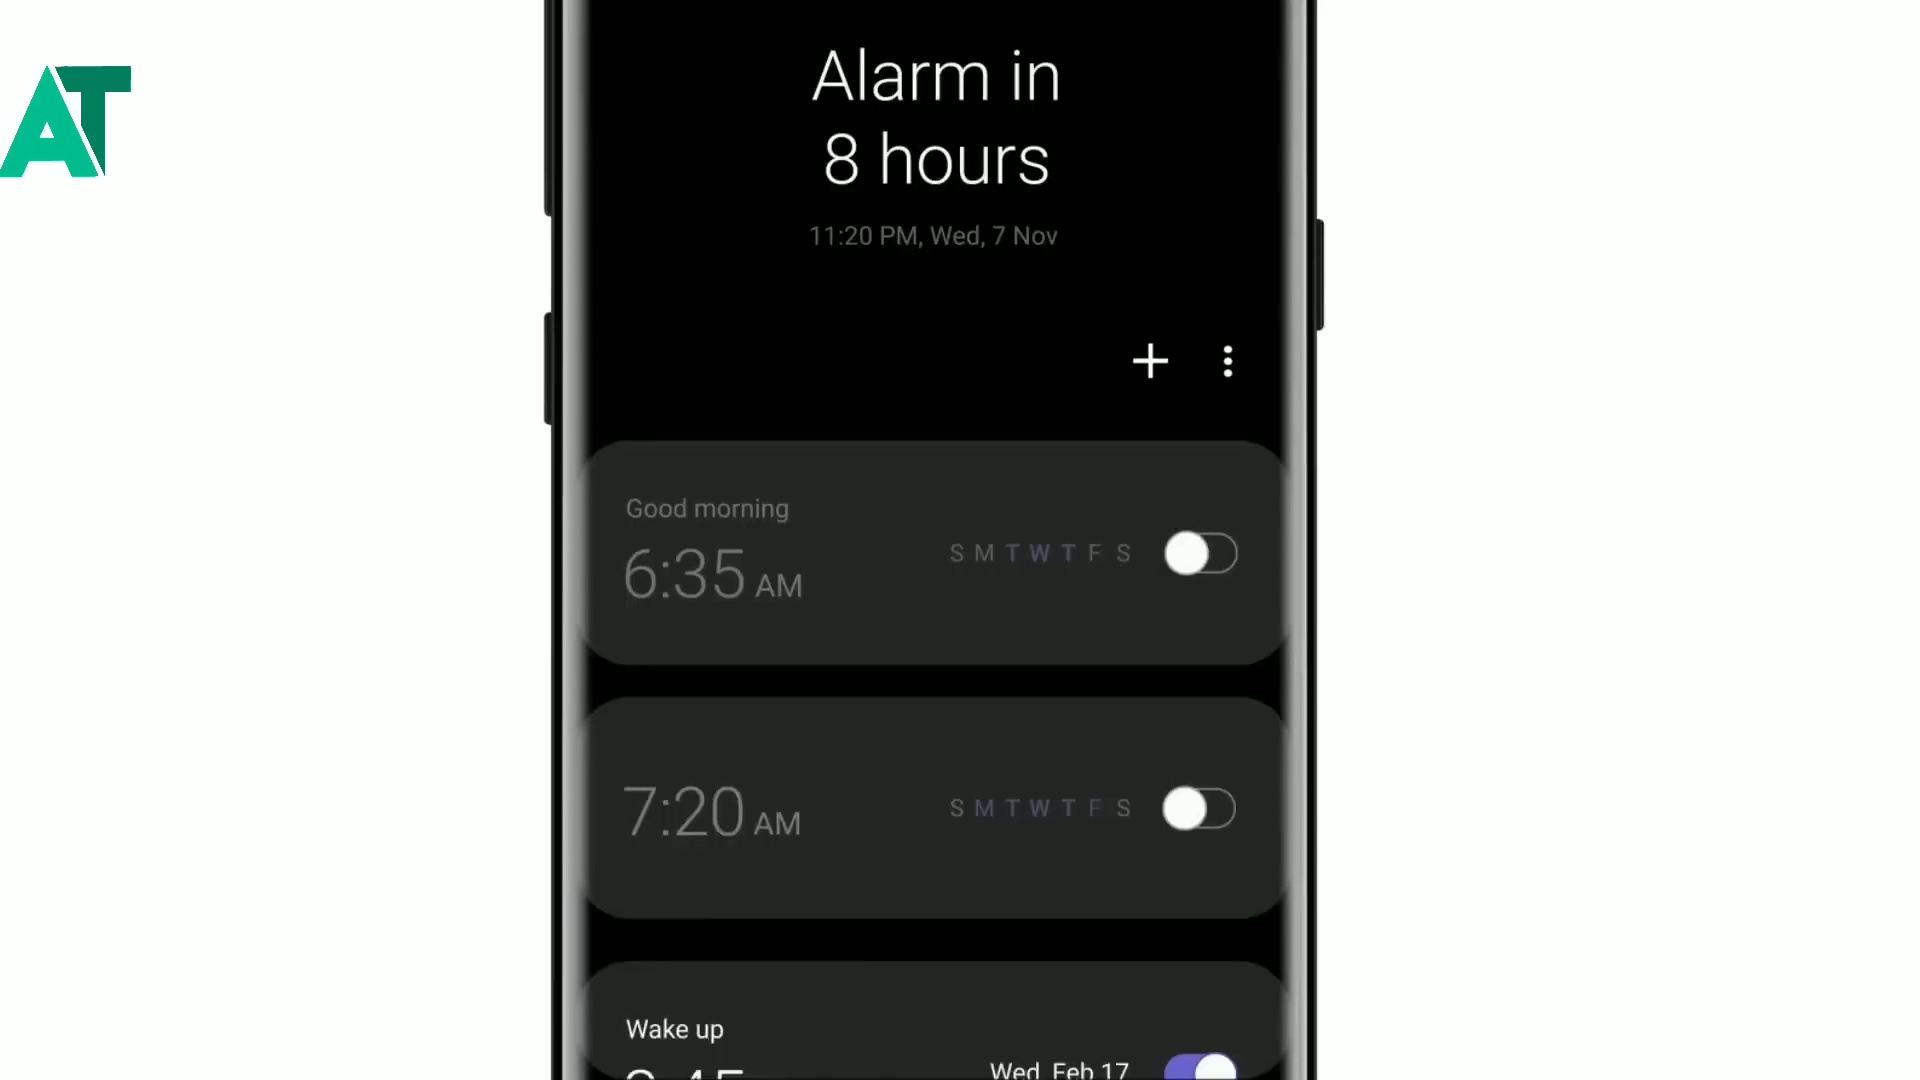 AT
Alarm in
8 hours
11:20 PM, Wed, 7 Nov
Good morning
6:35 AM
S M T W T F S
7:20 AM
S M T W T F S
Wake up
Wed, Feb 17